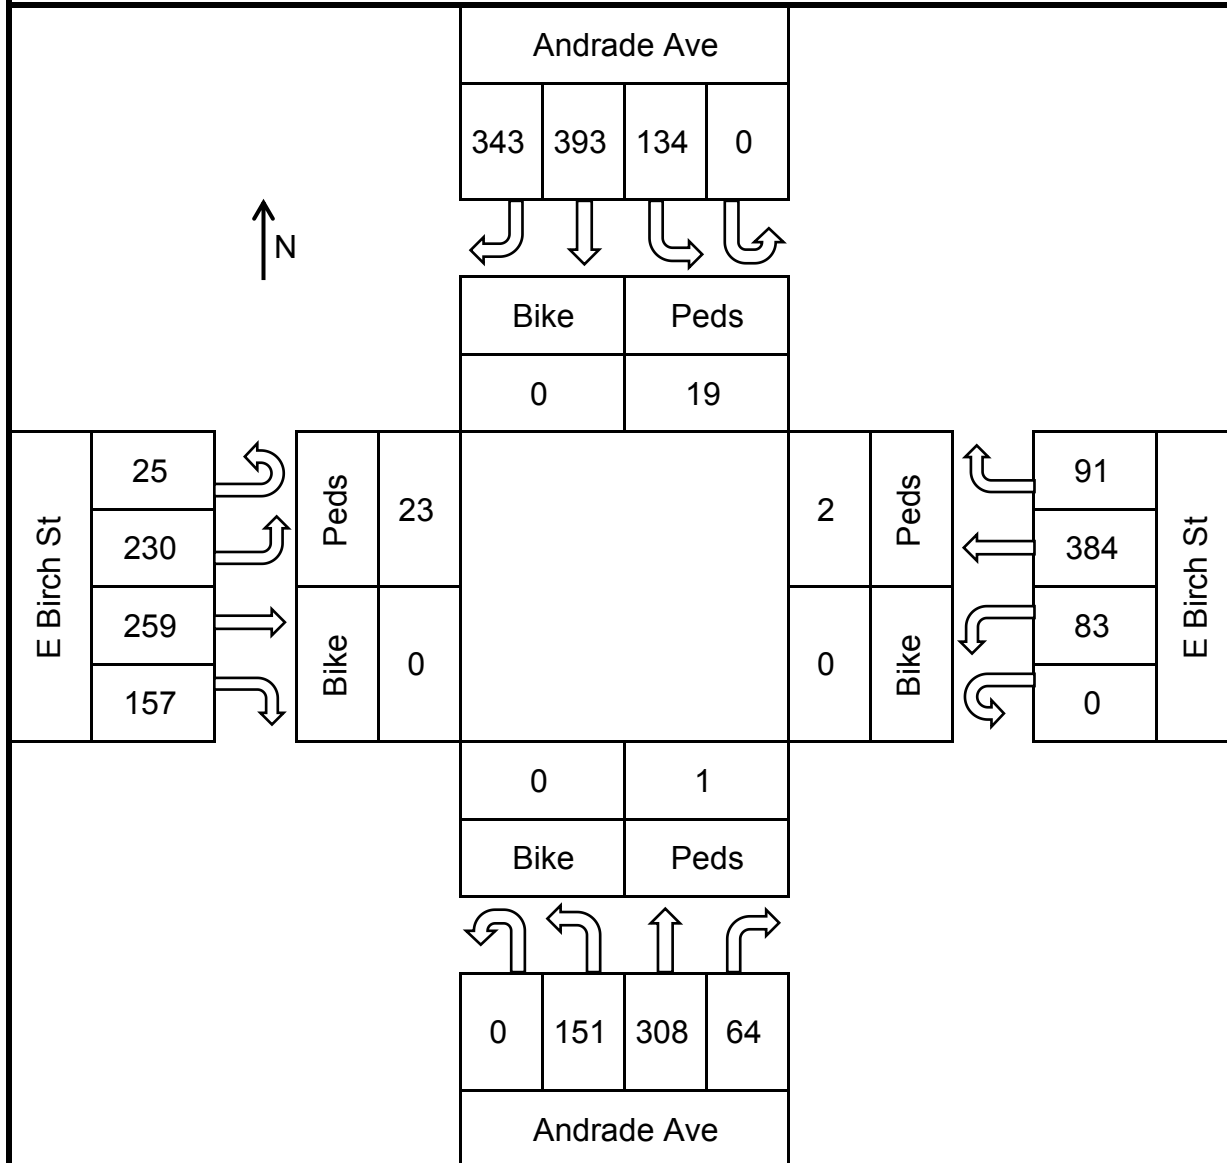 Andrade Ave
343 393 134 0
N
Bike Peds
0 19
E Birch St
25
230
259
157
Peds 23
Bike 0
2 Peds
0 Bike
91
384
83
0
E Birch St
0 1
Bike Peds
0 151 308 64
Andrade Ave